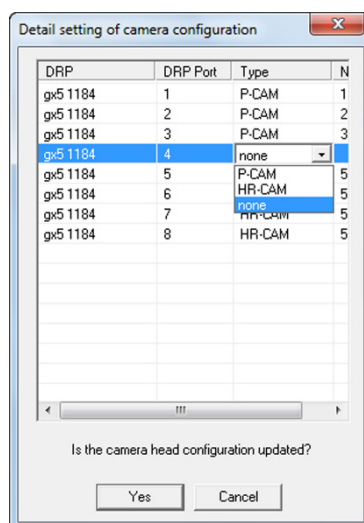 Detail setting of camera configuration
DRP DRP Port Type N
gx5 1184 1 P-CAM 1
gx5 1184 2 P-CAM 2
gx5 1184 3 P-CAM 3
gx5 1184 4 none
gx5 1184 5 P-CAM 5
gx5 1184 6 HR-CAM 5
gx5 1184 7 none HR-CAM 5
gx5 1184 8 HR-CAM 5
Is the camera head configuration updated?
Yes Cancel